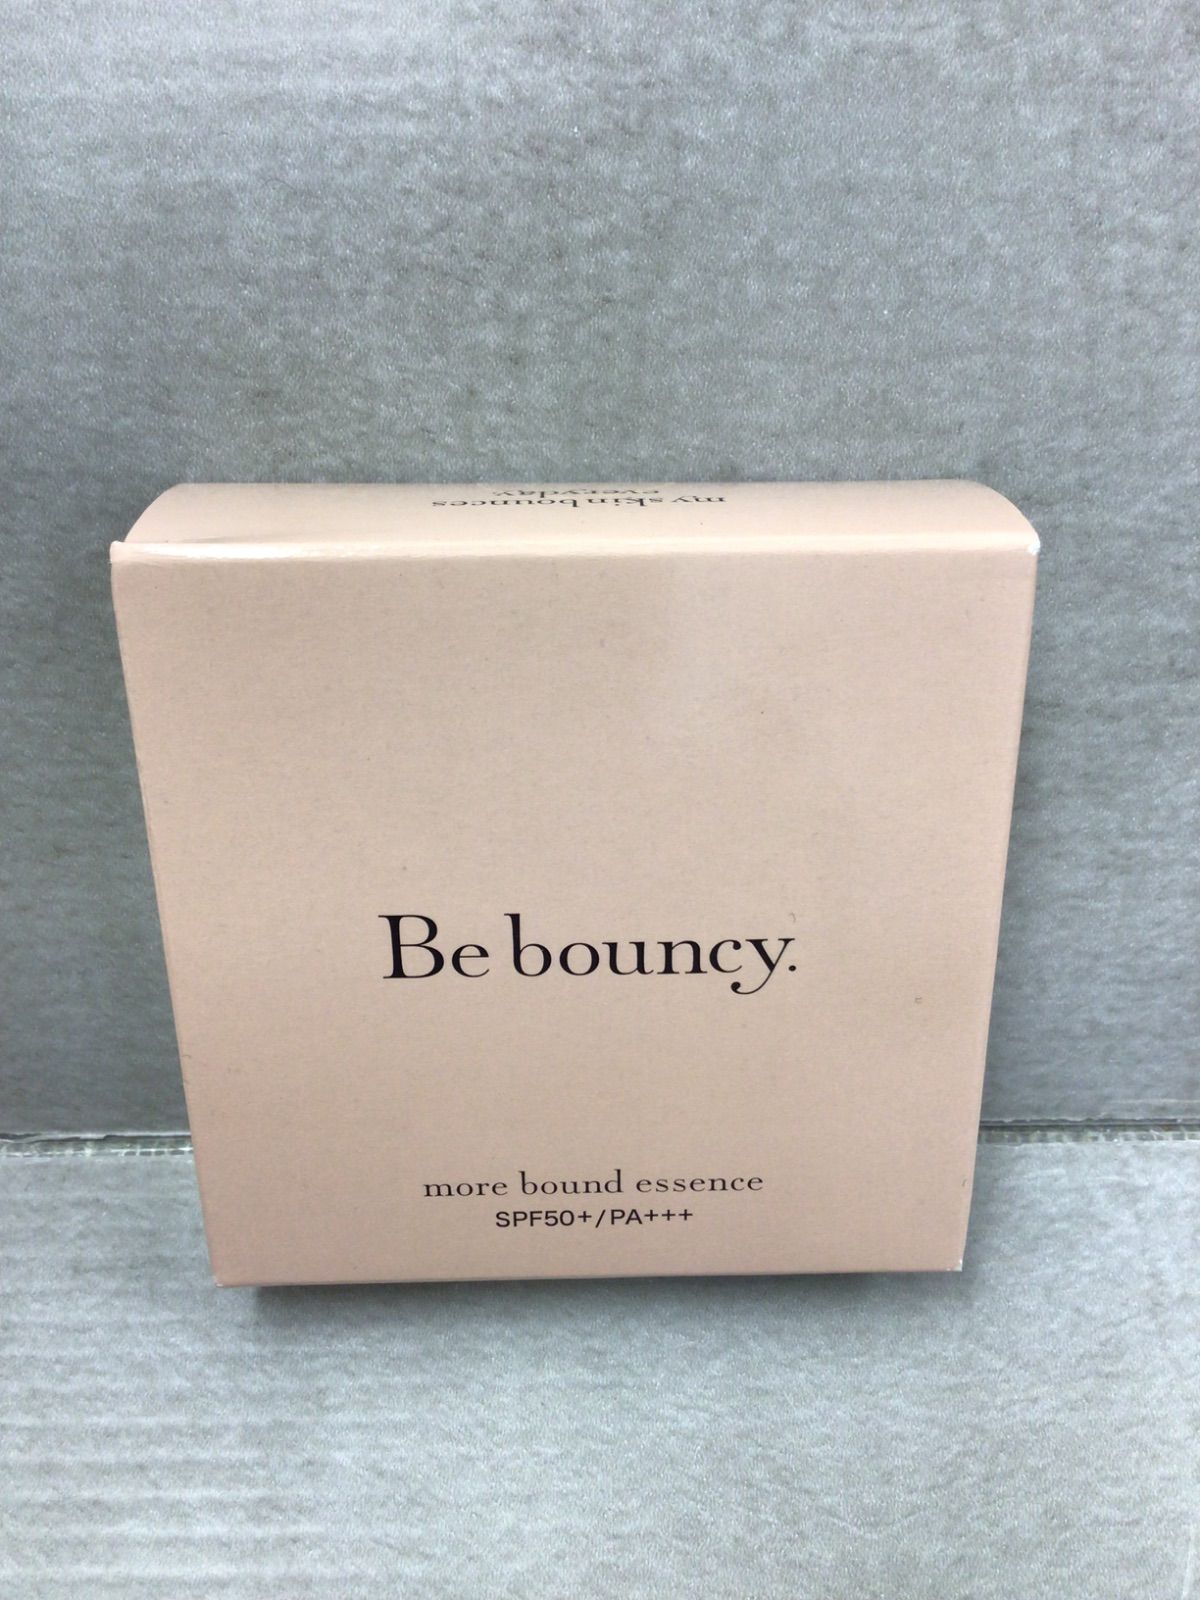 my skin bounces
everyday.
Be bouncy.
more bound essence
SPF50+/PA+++